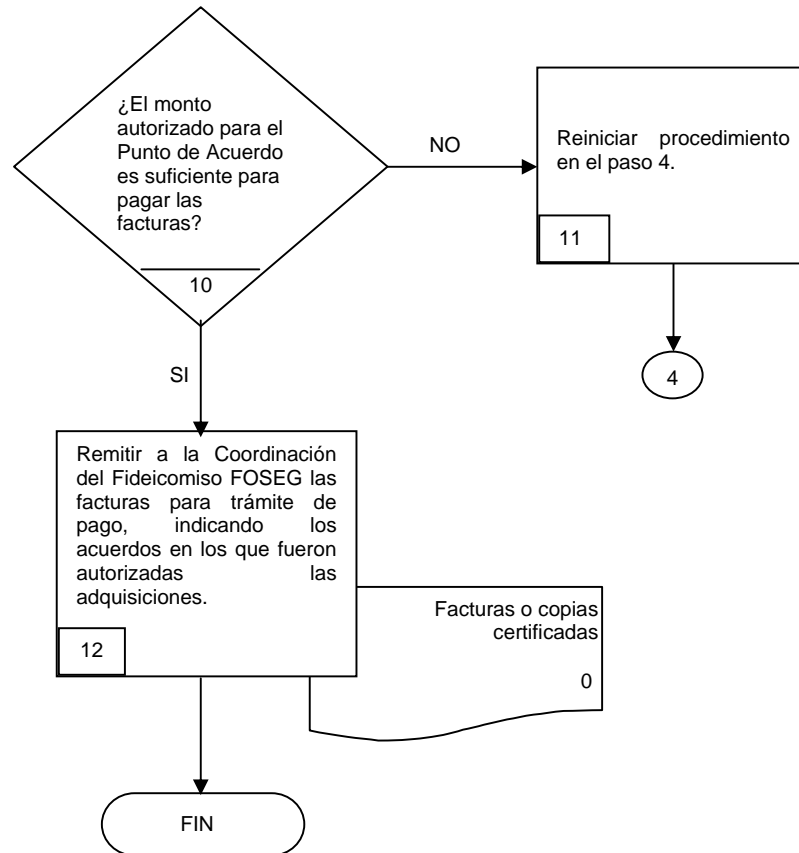 ¿El monto
autorizado para el
Punto de Acuerdo
es suficiente para
pagar las
facturas?
10
NO
Reiniciar procedimiento
en el paso 4.
11
4
SI
Remitir a la Coordinación
del Fideicomiso FOSEG las
facturas para trámite de
pago, indicando los
acuerdos en los que fueron
autorizadas las
adquisiciones.
12
Facturas o copias
certificadas
0
FIN